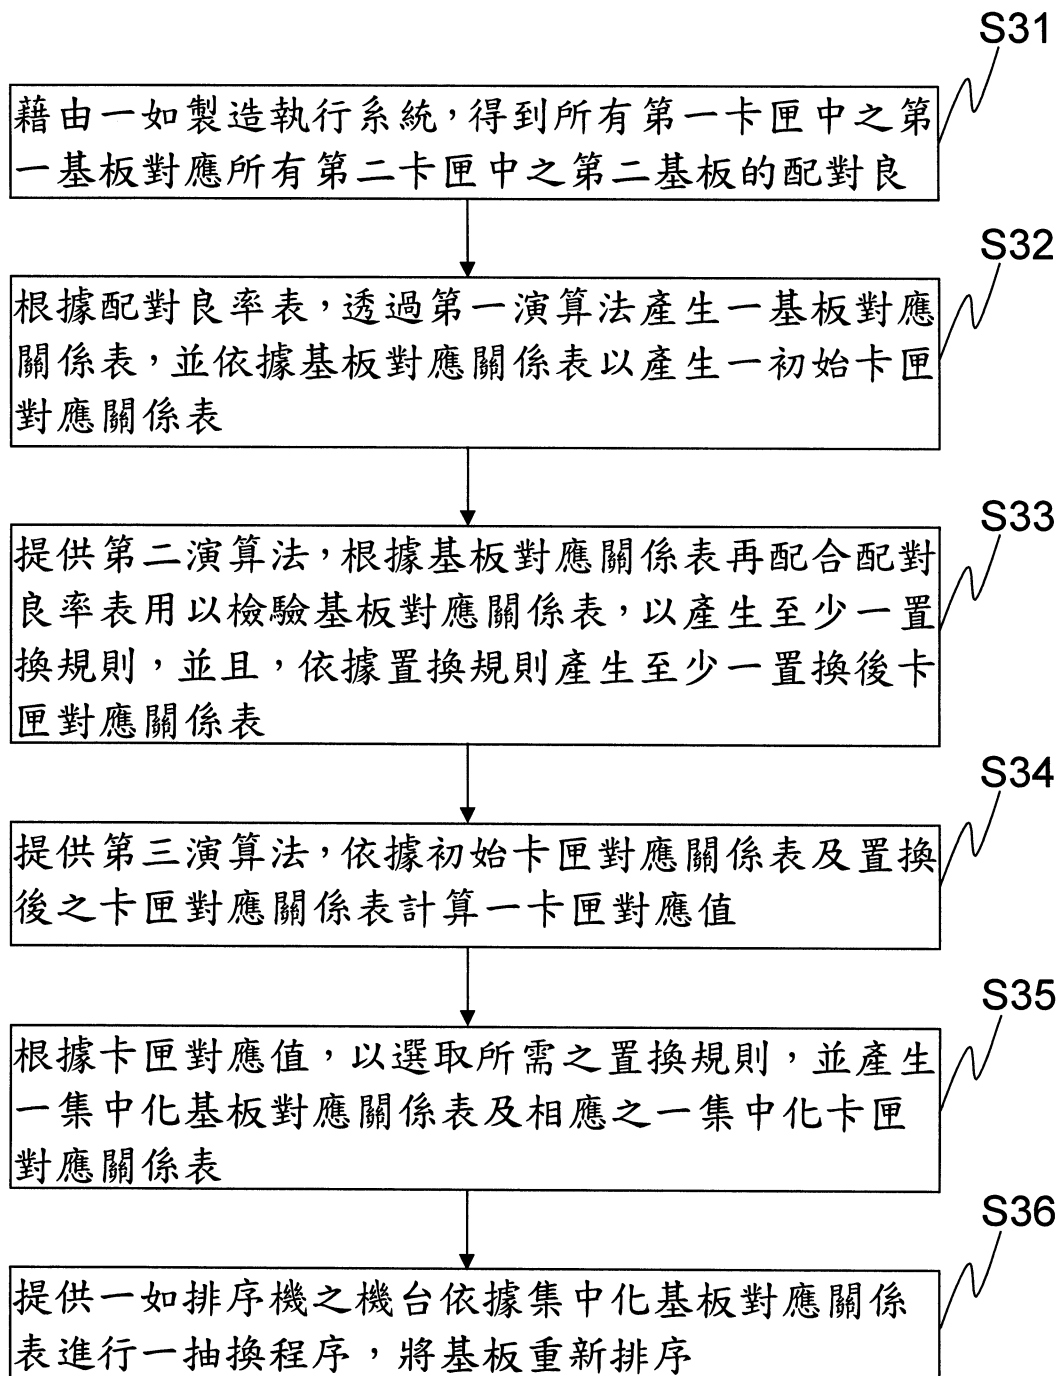 S31
藉由一如製造執行系統，得到所有第一卡匣中之第
一基板對應所有第二卡匣中之第二基板的配對良
S32
根據配對良率表，透過第一演算法產生一基板對應
關係表，並依據基板對應關係表以產生一初始卡匣
對應關係表
S33
提供第二演算法，根據基板對應關係表再配合配對
良率表用以檢驗基板對應關係表，以產生至少一置
換規則，並且，依據置換規則產生至少一置換後卡
匣對應關係表
S34
提供第三演算法，依據初始卡匣對應關係表及置換
後之卡匣對應關係表計算一卡匣對應值
S35
根據卡匣對應值，以選取所需之置換規則，並產生
一集中化基板對應關係表及相應之一集中化卡匣
對應關係表
S36
提供一如排序機之機台依據集中化基板對應關係
表進行一抽換程序，將基板重新排序